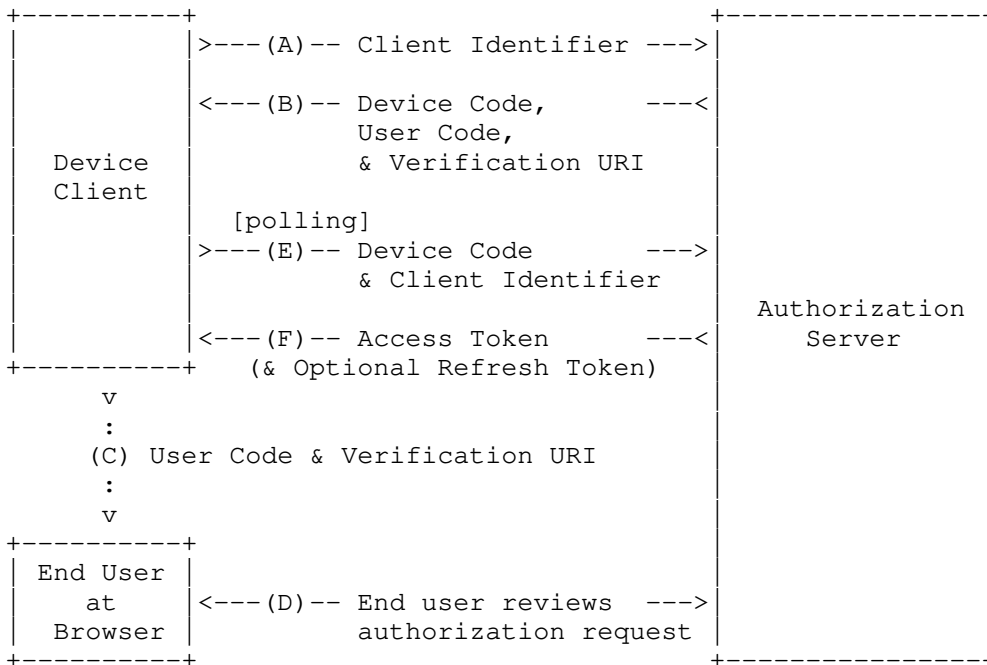 >---(A)-- Client Identifier --->
<---(B)-- Device Code, ---<
User Code,
Device & Verification URI
Client
[polling]
>---(E)-- Device Code --->
& Client Identifier
Authorization
<---(F)-- Access Token ---< Server
(& Optional Refresh Token)
v
:
(C) User Code & Verification URI
:
v
End User
at <---(D)-- End user reviews --->
Browser authorization request